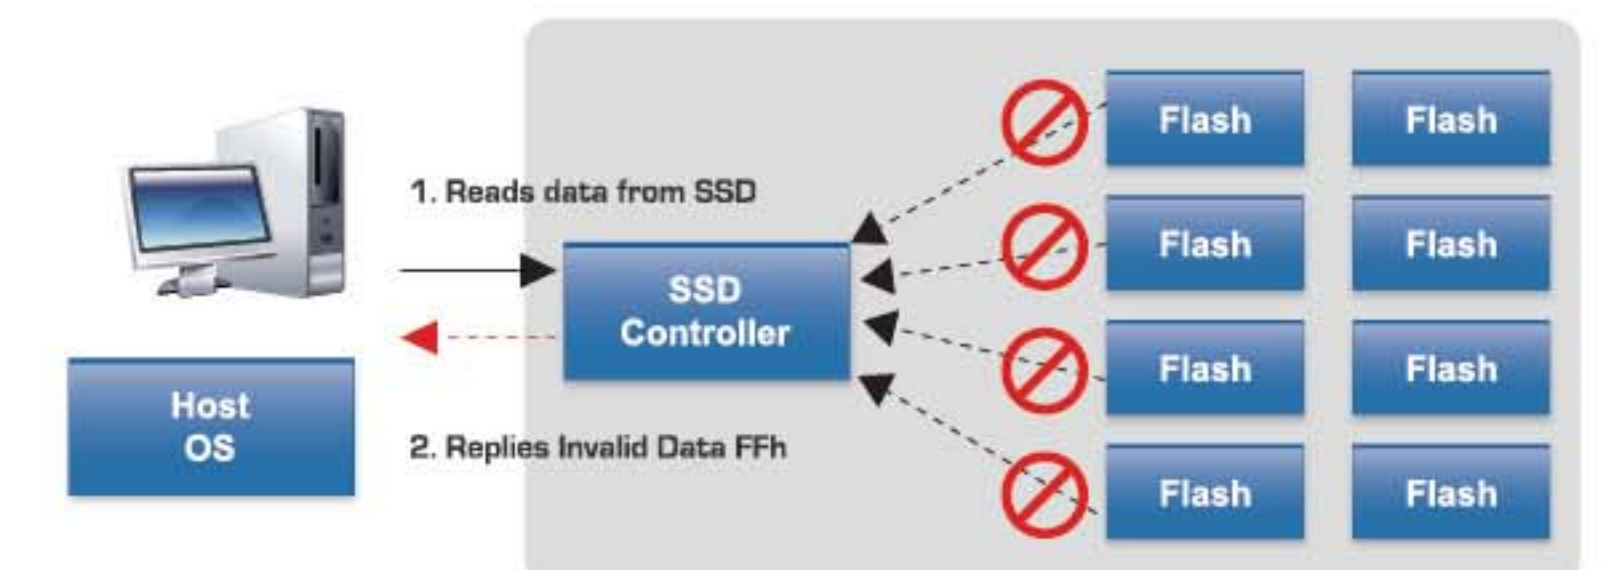 1. Reads data from SSD
SSD
Controller
Host
OS
2. Replies Invalid Data FFh
Flash
Flash
Flash
Flash
Flash
Flash
Flash
Flash